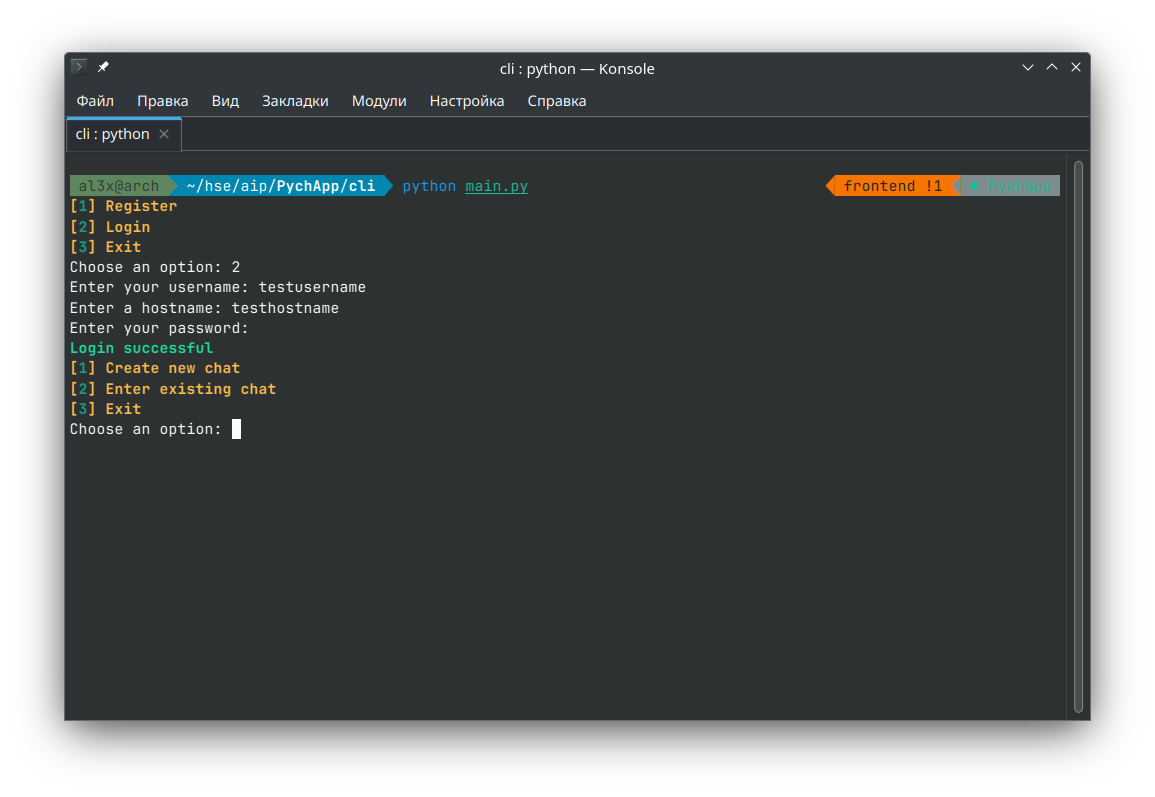 cli : python — Konsole
Файл Правка Вид Закладки Модули Настройка Справка
cli : python
al3x@arch ~/hse/aip/PychApp/cli python main.py frontend !1 PychApp
[1] Register
[2] Login
[3] Exit
Choose an option: 2
Enter your username: testusername
Enter a hostname: testhostname
Enter your password:
Login successful
[1] Create new chat
[2] Enter existing chat
[3] Exit
Choose an option: